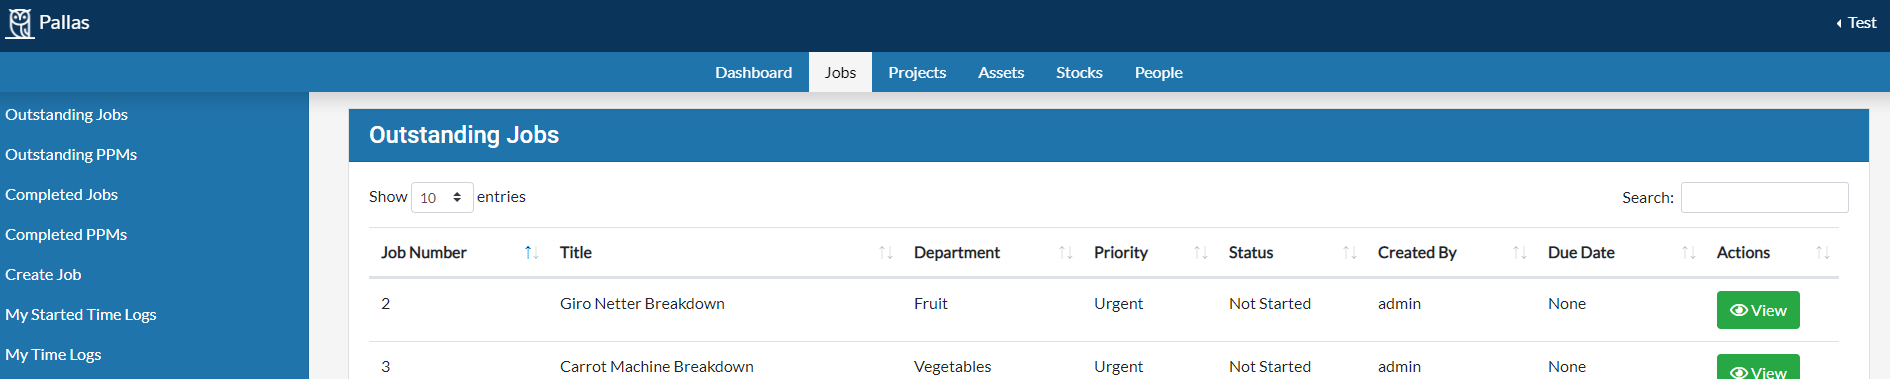 Pallas
Test
Dashboard Jobs Projects Assets Stocks People
Outstanding Jobs
Outstanding PPMs
Completed Jobs
Completed PPMs
Create Job
My Started Time Logs
My Time Logs
Outstanding Jobs
Show 10 entries
Search:
Job Number Title Department Priority Status Created By Due Date Actions
2 Giro Netter Breakdown Fruit Urgent Not Started admin None View
3 Carrot Machine Breakdown Vegetables Urgent Not Started admin None View